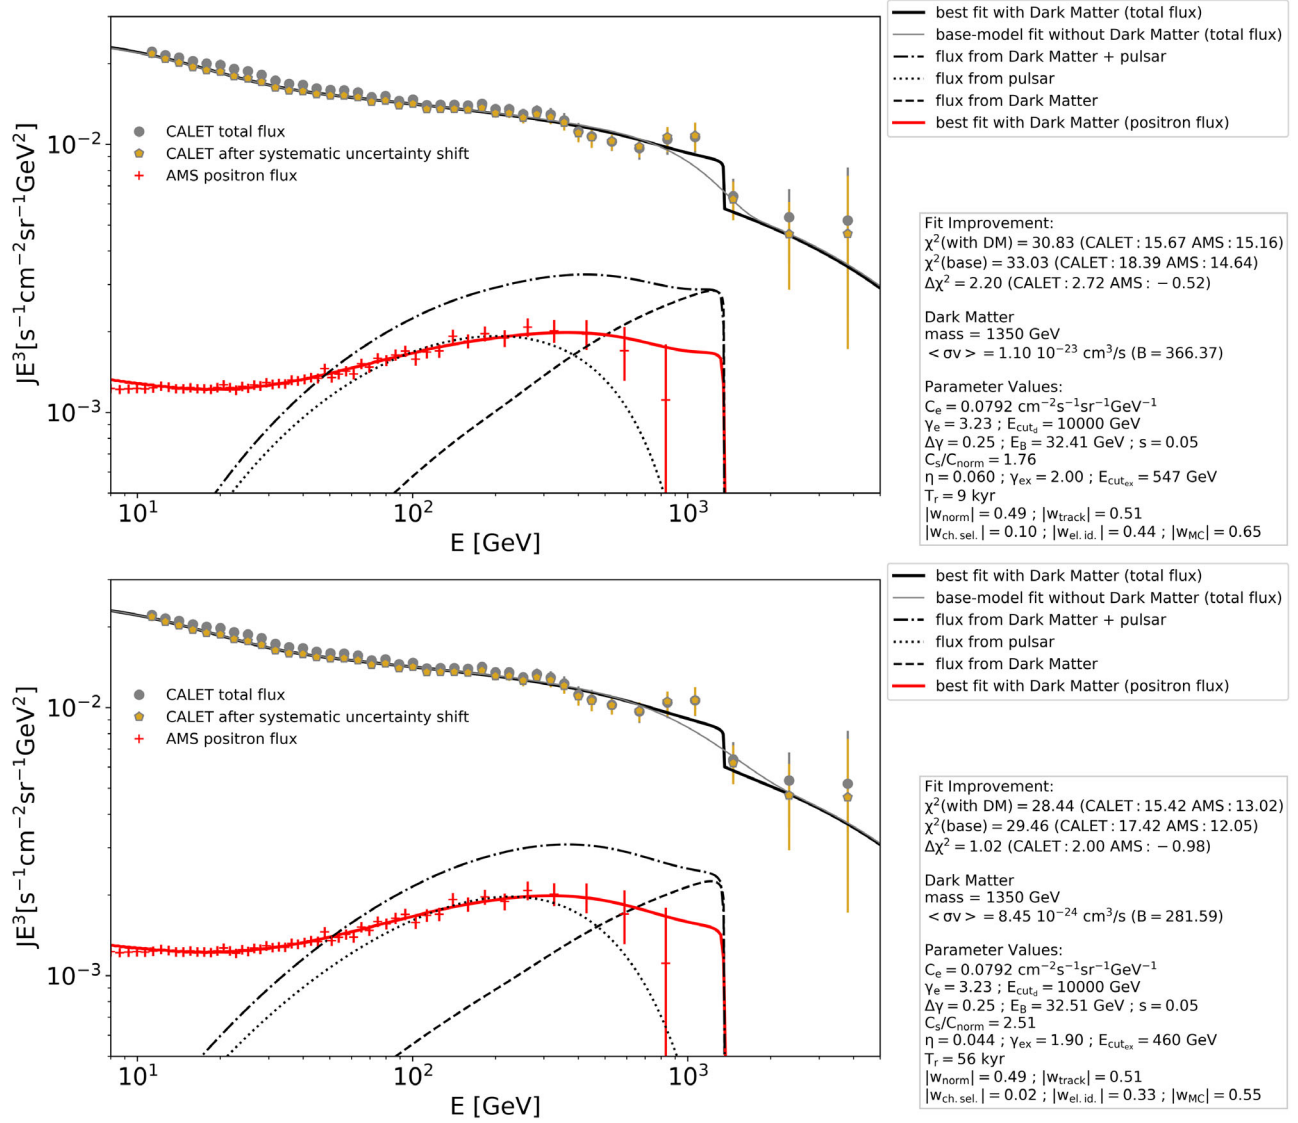 best fit with Dark Matter (total flux)
base-model fit without Dark Matter (total flux)
flux from Dark Matter + pulsar
flux from pulsar
flux from Dark Matter
best fit with Dark Matter (positron flux)
JE³[s⁻¹cm⁻²sr⁻¹GeV²]
10⁻²
10⁻³
CALET total flux
CALET after systematic uncertainty shift
AMS positron flux
10¹ 10² 10³
E [GeV]
Fit Improvement:
χ²(with DM) = 30.83 (CALET : 15.67 AMS : 15.16)
χ²(base) = 33.03 (CALET : 18.39 AMS : 14.64)
Δχ² = 2.20 (CALET : 2.72 AMS : −0.52)
Dark Matter
mass = 1350 GeV
< σv > = 1.10 10⁻²³ cm³/s (B = 366.37)
Parameter Values:
Cₑ = 0.0792 cm⁻²s⁻¹sr⁻¹GeV⁻¹
γₑ = 3.23 ; E_cut_d = 10000 GeV
Δγ = 0.25 ; E_B = 32.41 GeV ; s = 0.05
C_s/C_norm = 1.76
η = 0.060 ; γ_ex = 2.00 ; E_cut_ex = 547 GeV
T_r = 9 kyr
|w_norm| = 0.49 ; |w_track| = 0.51
|w_ch. sel.| = 0.10 ; |w_el. id.| = 0.44 ; |w_MC| = 0.65
best fit with Dark Matter (total flux)
base-model fit without Dark Matter (total flux)
flux from Dark Matter + pulsar
flux from pulsar
flux from Dark Matter
best fit with Dark Matter (positron flux)
JE³[s⁻¹cm⁻²sr⁻¹GeV²]
10⁻²
10⁻³
CALET total flux
CALET after systematic uncertainty shift
AMS positron flux
10¹ 10² 10³
E [GeV]
Fit Improvement:
χ²(with DM) = 28.44 (CALET : 15.42 AMS : 13.02)
χ²(base) = 29.46 (CALET : 17.42 AMS : 12.05)
Δχ² = 1.02 (CALET : 2.00 AMS : −0.98)
Dark Matter
mass = 1350 GeV
< σv > = 8.45 10⁻²⁴ cm³/s (B = 281.59)
Parameter Values:
Cₑ = 0.0792 cm⁻²s⁻¹sr⁻¹GeV⁻¹
γₑ = 3.23 ; E_cut_d = 10000 GeV
Δγ = 0.25 ; E_B = 32.51 GeV ; s = 0.05
C_s/C_norm = 2.51
η = 0.044 ; γ_ex = 1.90 ; E_cut_ex = 460 GeV
T_r = 56 kyr
|w_norm| = 0.49 ; |w_track| = 0.51
|w_ch. sel.| = 0.02 ; |w_el. id.| = 0.33 ; |w_MC| = 0.55